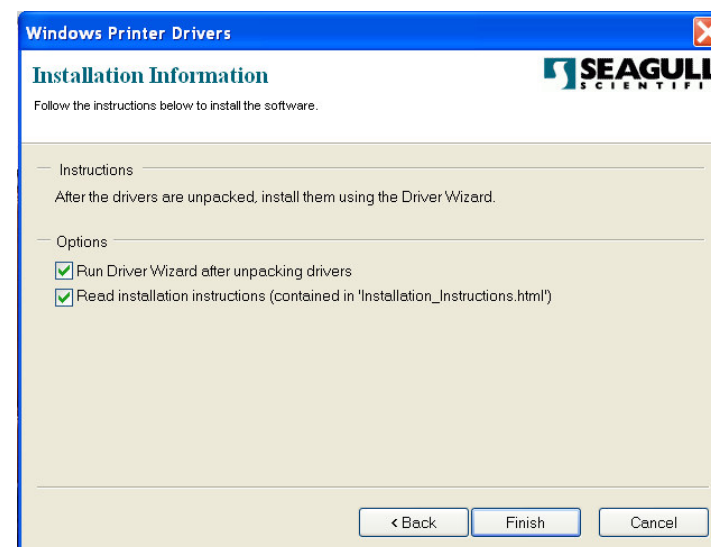 Windows Printer Drivers
Installation Information
SEAGULL
SCIENTIFI
Follow the instructions below to install the software.
Instructions
After the drivers are unpacked, install them using the Driver Wizard.
Options
Run Driver Wizard after unpacking drivers
Read installation instructions (contained in 'Installation_Instructions.html')
< Back Finish Cancel